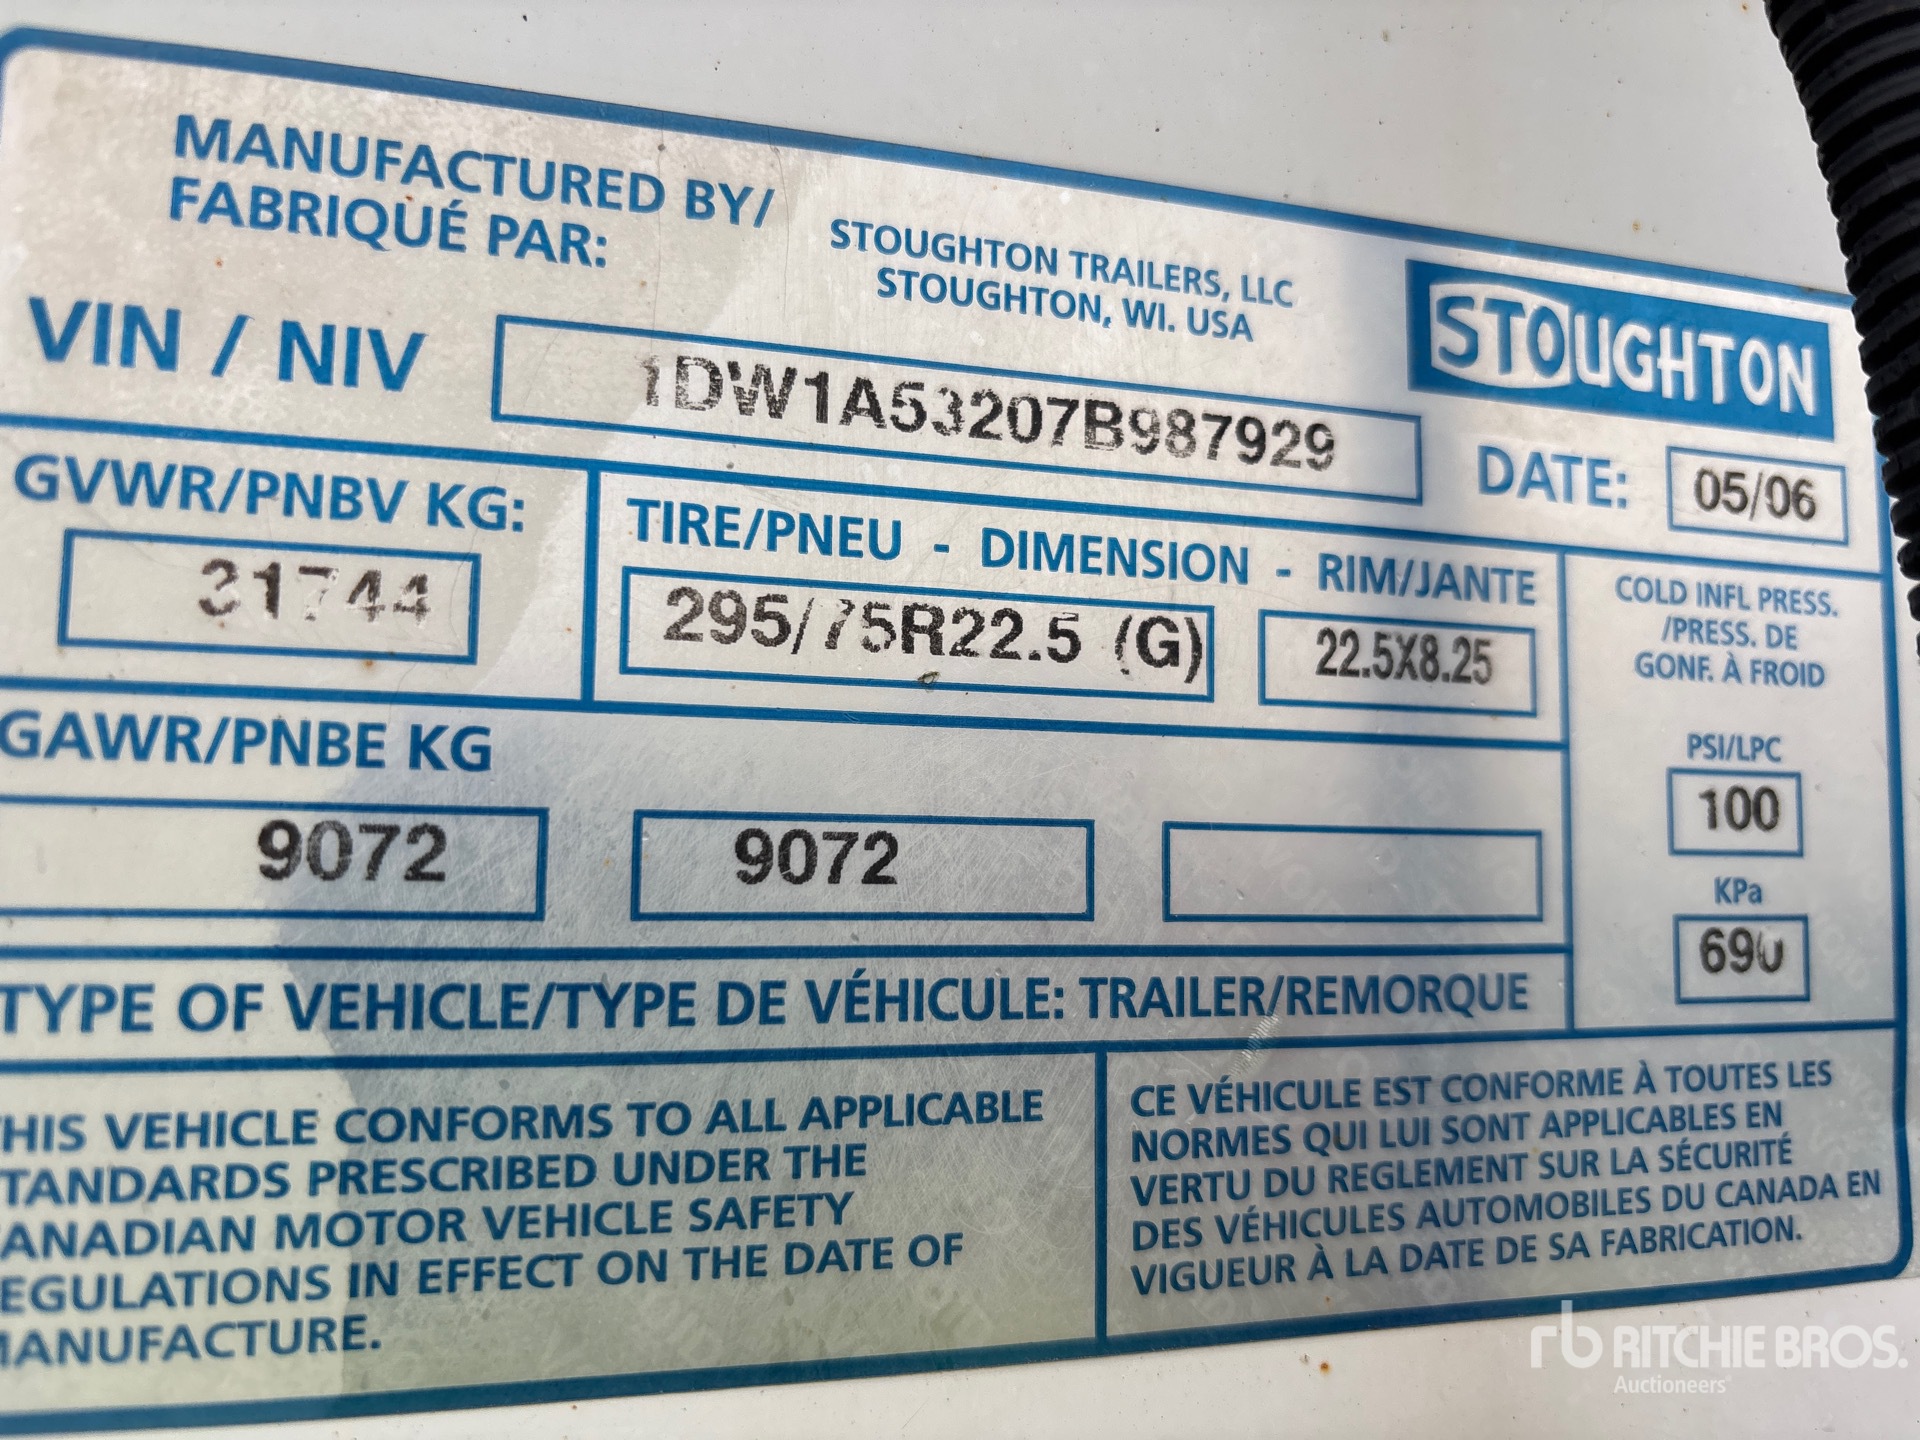 MANUFACTURED BY/
FABRIQUÉ PAR:
STOUGHTON TRAILERS, LLC
STOUGHTON, WI. USA
STOUGHTON
VIN / NIV
1DW1A53207B987929
DATE:
05/06
GVWR/PNBV KG:
31744
TIRE/PNEU - DIMENSION - RIM/JANTE
295/75R22.5 (G)
22.5X8.25
COLD INFL PRESS.
/PRESS. DE
GONF. À FROID
PSI/LPC
100
KPa
690
GAWR/PNBE KG
9072
9072
TYPE OF VEHICLE/TYPE DE VÉHICULE: TRAILER/REMORQUE
HIS VEHICLE CONFORMS TO ALL APPLICABLE
TANDARDS PRESCRIBED UNDER THE
ANADIAN MOTOR VEHICLE SAFETY
EGULATIONS IN EFFECT ON THE DATE OF
ANUFACTURE.
CE VÉHICULE EST CONFORME À TOUTES LES
NORMES QUI LUI SONT APPLICABLES EN
VERTU DU REGLEMENT SUR LA SÉCURITÉ
DES VÉHICULES AUTOMOBILES DU CANADA EN
VIGUEUR À LA DATE DE SA FABRICATION.
rb RITCHIE BROS.
Auctioneers